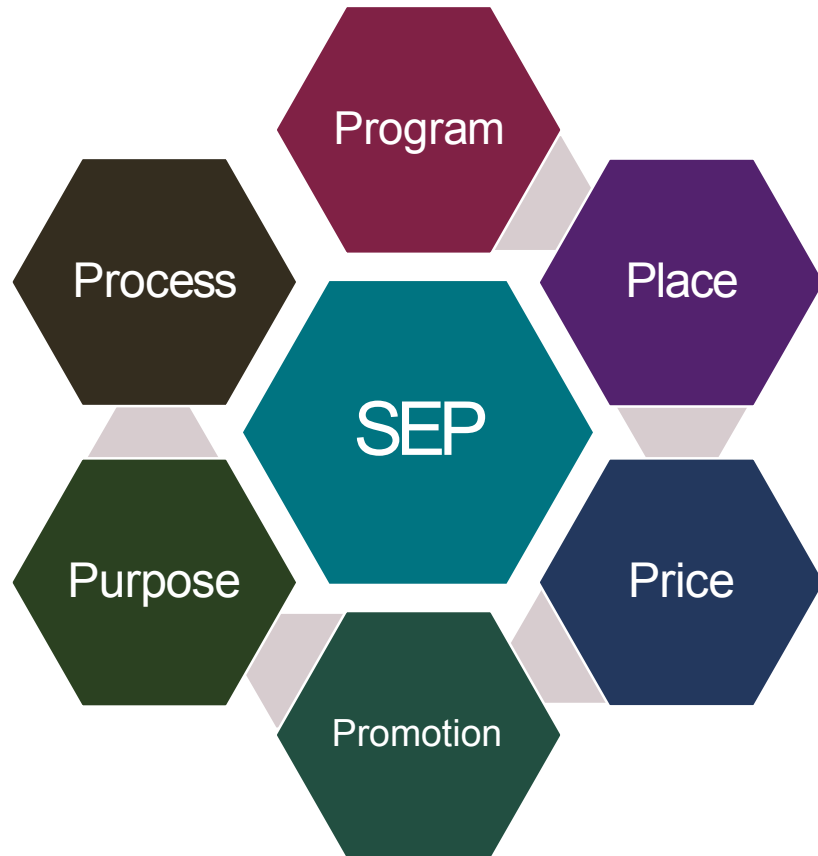 Program
Place
Price
Promotion
Purpose
Process
SEP